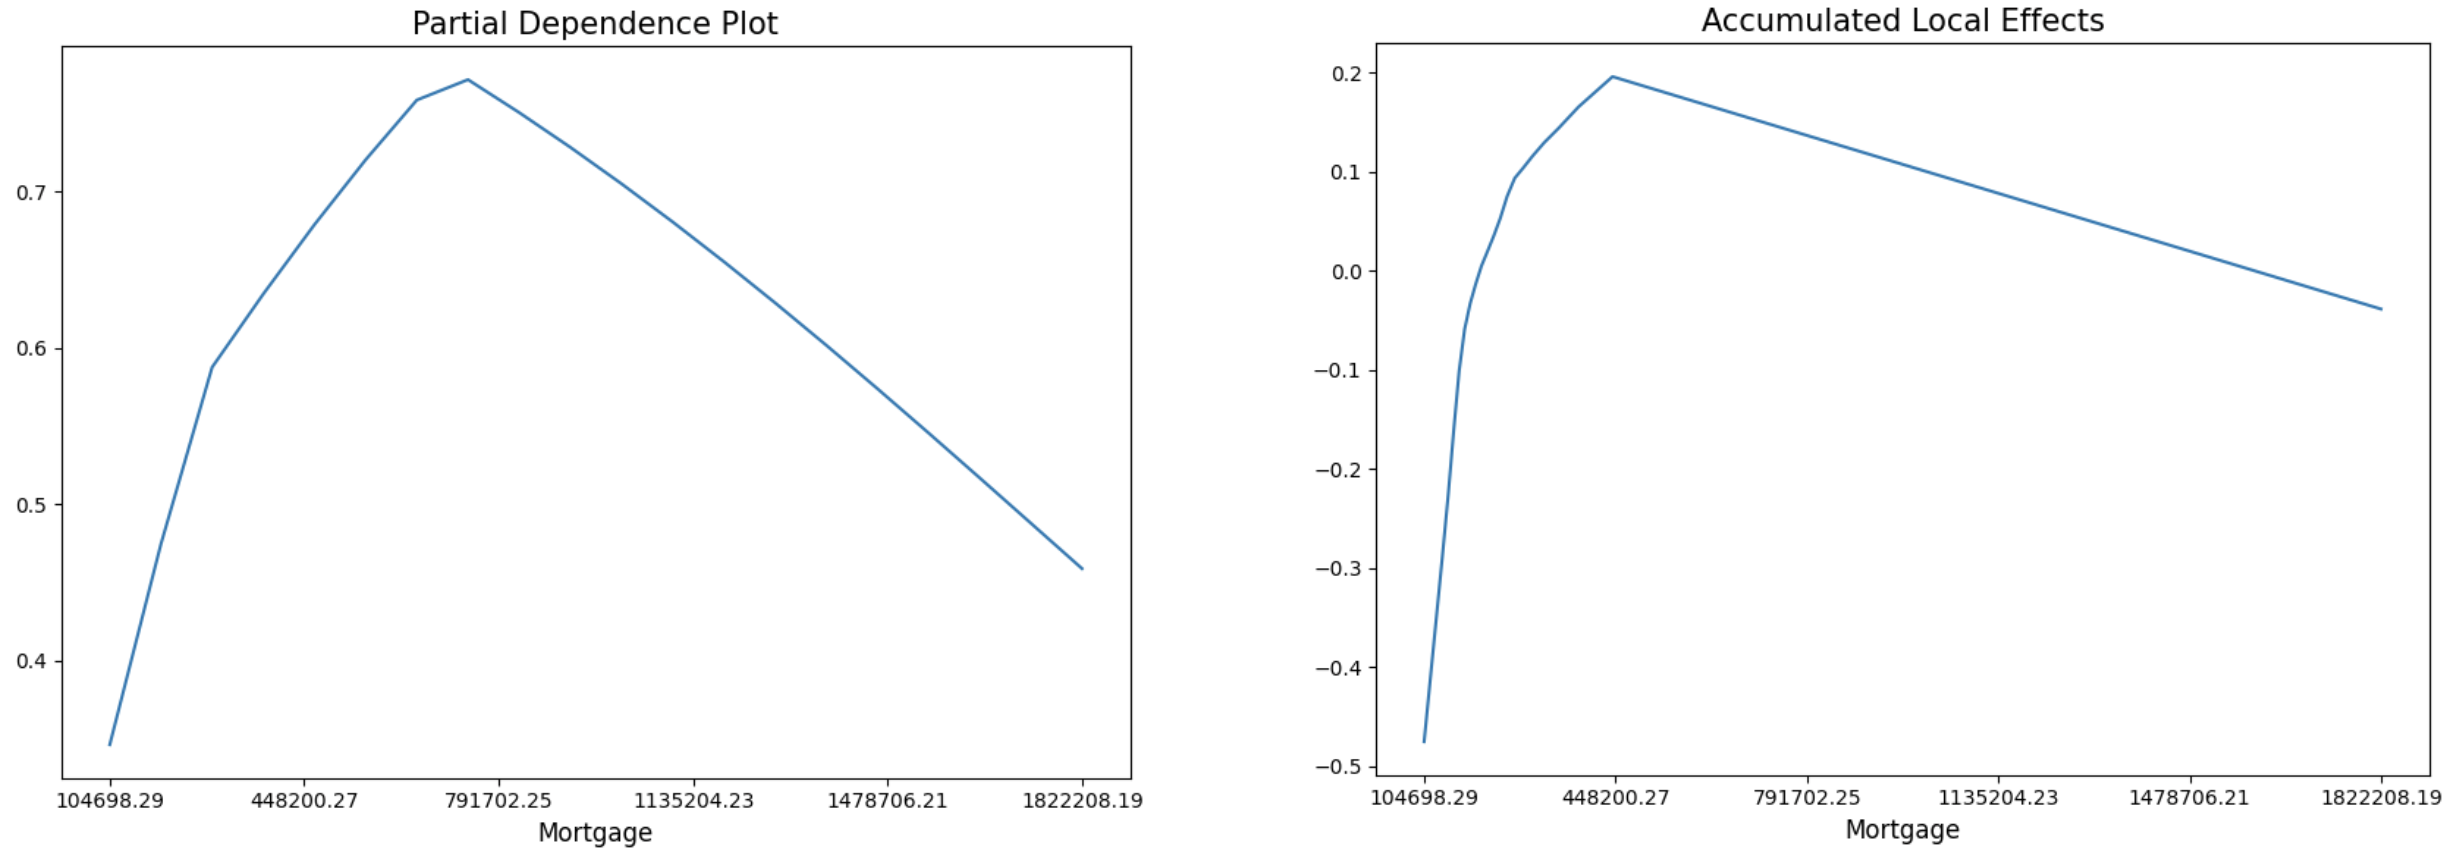 Partial Dependence Plot
0.7
0.6
0.5
0.4
104698.29 448200.27 791702.25 1135204.23 1478706.21 1822208.19
Mortgage
Accumulated Local Effects
0.2
0.1
0.0
−0.1
−0.2
−0.3
−0.4
−0.5
104698.29 448200.27 791702.25 1135204.23 1478706.21 1822208.19
Mortgage